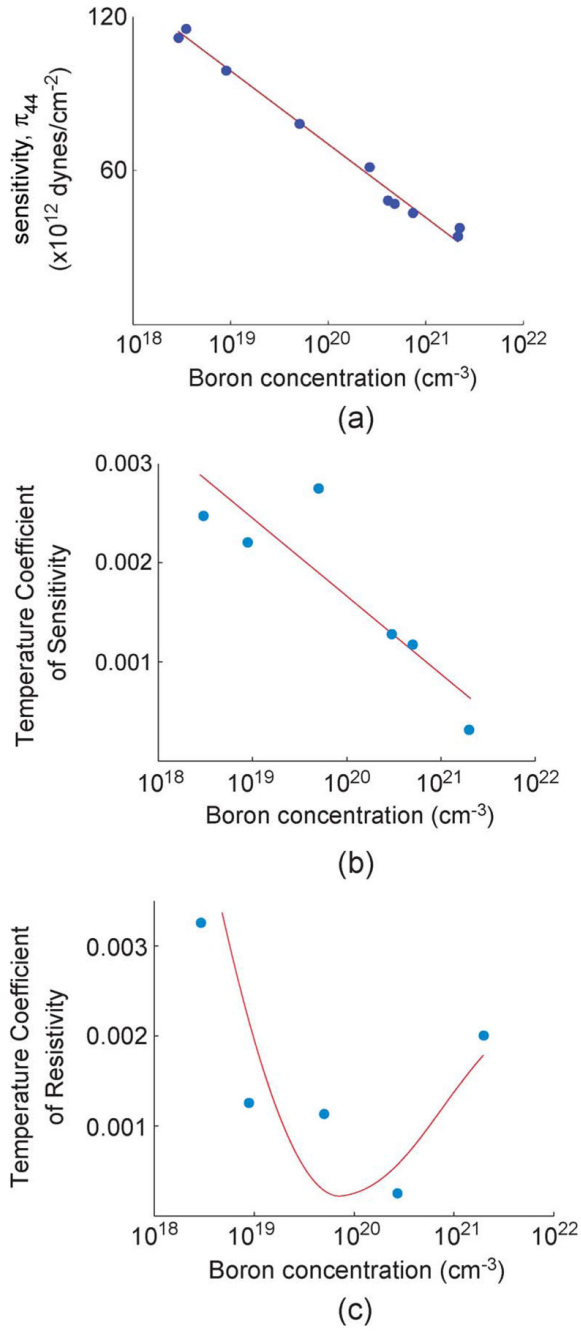 120
60
sensitivity, π44
(x10^12 dynes/cm^-2)
10^18 10^19 10^20 10^21 10^22
Boron concentration (cm^-3)
(a)
0.003
0.002
0.001
Temperature Coefficient
of Sensitivity
10^18 10^19 10^20 10^21 10^22
Boron concentration (cm^-3)
(b)
0.003
0.002
0.001
Temperature Coefficient
of Resistivity
10^18 10^19 10^20 10^21 10^22
Boron concentration (cm^-3)
(c)